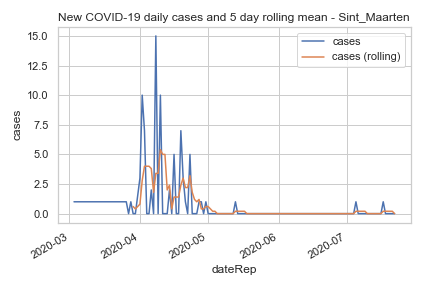 New COVID-19 daily cases and 5 day rolling mean - Sint_Maarten
cases
cases (rolling)
15.0
12.5
10.0
7.5
5.0
2.5
0.0
cases
2020-03
2020-04
2020-05
2020-06
2020-07
dateRep